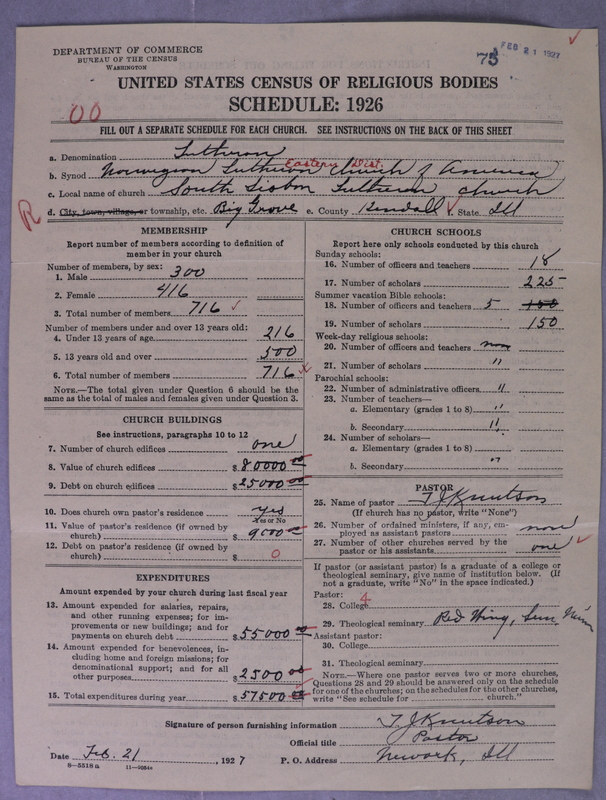 DEPARTMENT OF COMMERCE
BUREAU OF THE CENSUS
WASHINGTON
75 FEB 21 1927
UNITED STATES CENSUS OF RELIGIOUS BODIES
SCHEDULE: 1926
00
FILL OUT A SEPARATE SCHEDULE FOR EACH CHURCH. SEE INSTRUCTIONS ON THE BACK OF THIS SHEET
a. Denomination Lutheran
Eastern Dist.
b. Synod Norwegian Lutheran Church of America
c. Local name of church South Lisbon Lutheran Church
R
d. City, town, village, or township, etc. Big Grove e. County Kendall f. State Ill
MEMBERSHIP
Report number of members according to definition of member in your church
Number of members, by sex:
1. Male 300
2. Female 416
3. Total number of members 716
Number of members under and over 13 years old:
4. Under 13 years of age 216
5. 13 years old and over 500
6. Total number of members 716
NOTE.—The total given under Question 6 should be the same as the total of males and females given under Question 3.
CHURCH BUILDINGS
See instructions, paragraphs 10 to 12
7. Number of church edifices one
8. Value of church edifices $ 80000 00
9. Debt on church edifices $ 25000 00
10. Does church own pastor's residence yes
Yes or No
11. Value of pastor's residence (if owned by church) $ 9000 00
12. Debt on pastor's residence (if owned by church) $ 0
EXPENDITURES
Amount expended by your church during last fiscal year
13. Amount expended for salaries, repairs, and other running expenses; for improvements or new buildings; and for payments on church debt $ 55000 00
14. Amount expended for benevolences, including home and foreign missions; for denominational support; and for all other purposes $ 2500 00
15. Total expenditures during year $ 57500 00
CHURCH SCHOOLS
Report here only schools conducted by this church
Sunday schools:
16. Number of officers and teachers 18
17. Number of scholars 225
Summer vacation Bible schools:
18. Number of officers and teachers 5 150
19. Number of scholars 150
Week-day religious schools:
20. Number of officers and teachers none
21. Number of scholars "
Parochial schools:
22. Number of administrative officers "
23. Number of teachers—
a. Elementary (grades 1 to 8) "
b. Secondary "
24. Number of scholars—
a. Elementary (grades 1 to 8)
b. Secondary "
PASTOR
25. Name of pastor T J Knutson
(If church has no pastor, write "None")
26. Number of ordained ministers, if any, employed as assistant pastors none
27. Number of other churches served by the pastor or his assistants one
If pastor (or assistant pastor) is a graduate of a college or theological seminary, give name of institution below. (If not a graduate, write "No" in the space indicated.)
Pastor:
28. College 4
29. Theological seminary Red Wing, Sem, Minn
Assistant pastor:
30. College
31. Theological seminary
NOTE.—Where one pastor serves two or more churches, Questions 28 and 29 should be answered only on the schedule for one of the churches; on the schedules for the other churches, write "See schedule for church."
Signature of person furnishing information T J Knutson
Official title Pastor
Date Feb. 21, 1927 P. O. Address Newark, Ill
8—5518a 11—9084